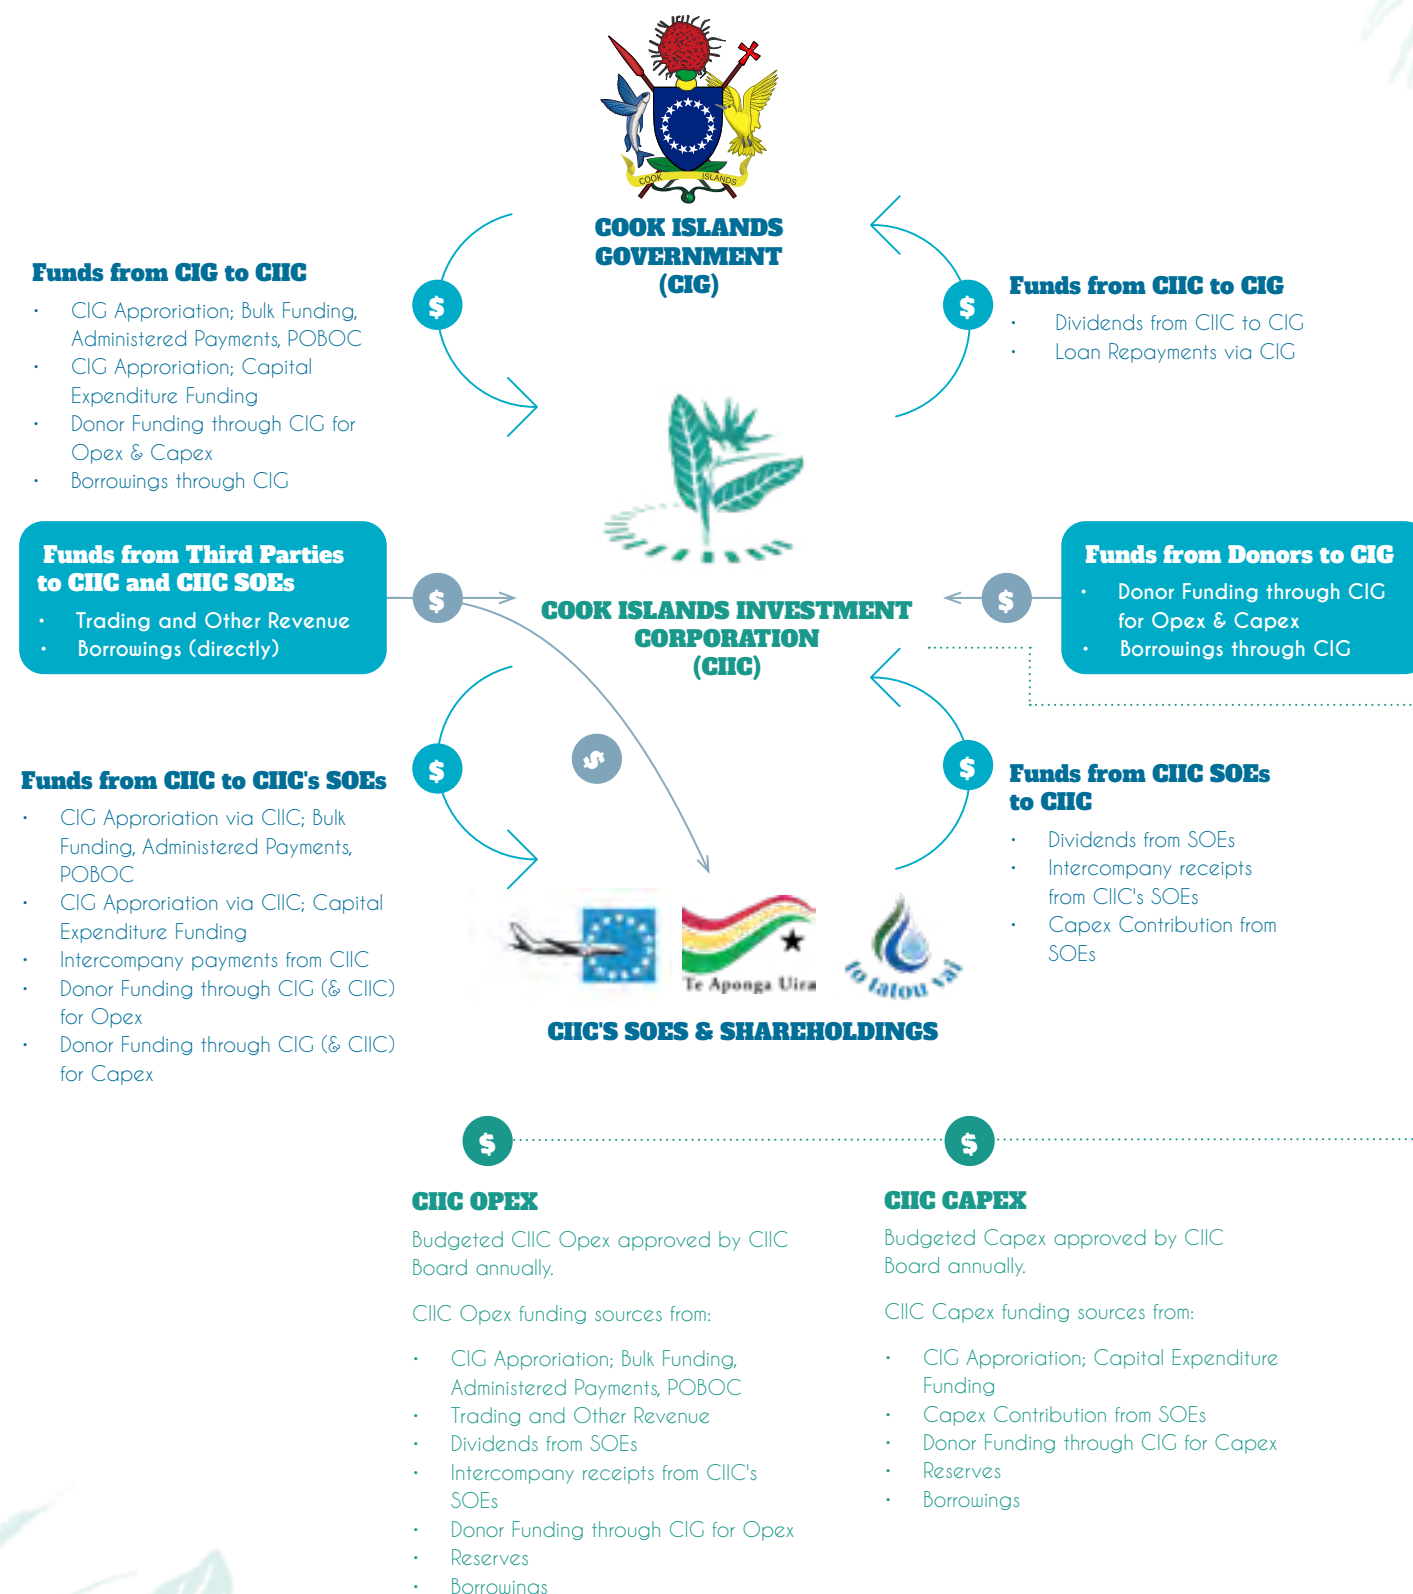 COOK ISLANDS
COOK ISLANDS
GOVERNMENT
(CIG)
Funds from CIG to CIIC
• CIG Approriation; Bulk Funding,
Administered Payments, POBOC
• CIG Approriation; Capital
Expenditure Funding
• Donor Funding through CIG for
Opex & Capex
• Borrowings through CIG
$
$
Funds from CIIC to CIG
• Dividends from CIIC to CIG
• Loan Repayments via CIG
Funds from Third Parties
to CIIC and CIIC SOEs
• Trading and Other Revenue
• Borrowings (directly)
$
COOK ISLANDS INVESTMENT
CORPORATION
(CIIC)
$
Funds from Donors to CIG
• Donor Funding through CIG
for Opex & Capex
• Borrowings through CIG
Funds from CIIC to CIIC's SOEs
• CIG Approriation via CIIC; Bulk
Funding, Administered Payments,
POBOC
• CIG Approriation via CIIC; Capital
Expenditure Funding
• Intercompany payments from CIIC
• Donor Funding through CIG (& CIIC)
for Opex
• Donor Funding through CIG (& CIIC)
for Capex
$
$
$
Funds from CIIC SOEs
to CIIC
• Dividends from SOEs
• Intercompany receipts
from CIIC's SOEs
• Capex Contribution from
SOEs
Te Aponga Uira
to tatou vai
CIIC'S SOES & SHAREHOLDINGS
$
$
CIIC OPEX
Budgeted CIIC Opex approved by CIIC
Board annually.
CIIC Opex funding sources from:
• CIG Approriation; Bulk Funding,
Administered Payments, POBOC
• Trading and Other Revenue
• Dividends from SOEs
• Intercompany receipts from CIIC's
SOEs
• Donor Funding through CIG for Opex
• Reserves
• Borrowings
CIIC CAPEX
Budgeted Capex approved by CIIC
Board annually.
CIIC Capex funding sources from:
• CIG Approriation; Capital Expenditure
Funding
• Capex Contribution from SOEs
• Donor Funding through CIG for Capex
• Reserves
• Borrowings